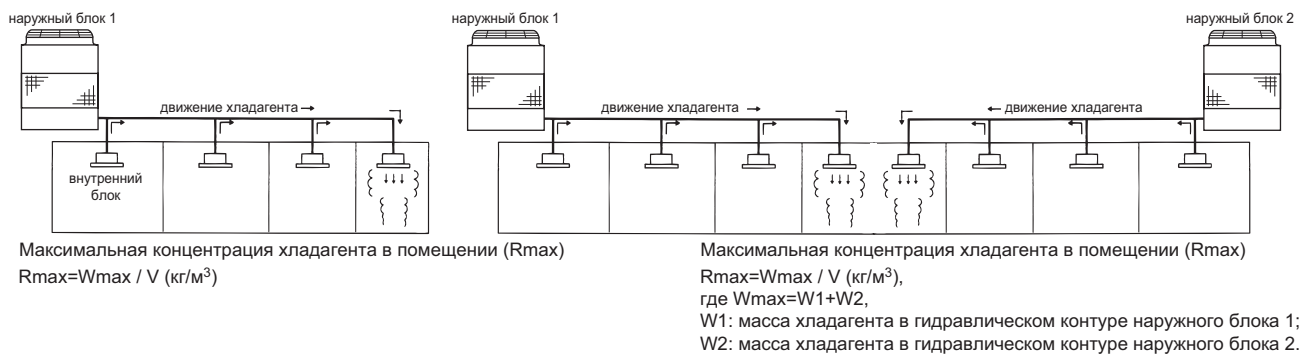 наружный блок 1
движение хладагента
внутренний
блок
Максимальная концентрация хладагента в помещении (Rmax)
Rmax=Wmax / V (кг/м³)
наружный блок 1
наружный блок 2
движение хладагента
движение хладагента
Максимальная концентрация хладагента в помещении (Rmax)
Rmax=Wmax / V (кг/м³),
где Wmax=W1+W2,
W1: масса хладагента в гидравлическом контуре наружного блока 1;
W2: масса хладагента в гидравлическом контуре наружного блока 2.